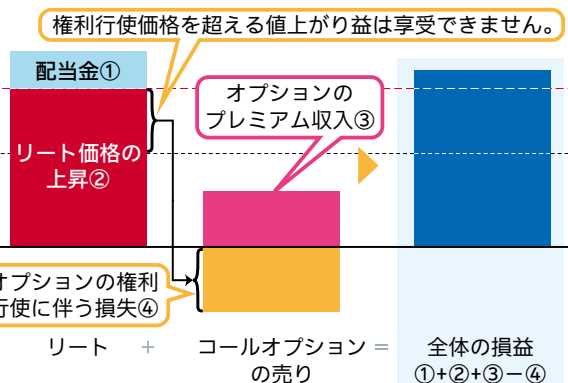 権利行使価格を超える値上がり益は享受できません。
配当金①
オプションの
プレミアム収入③
リート価格の
上昇②
オプションの権利
行使に伴う損失④
リート + コールオプション = 全体の損益
の売り ①+②+③－④